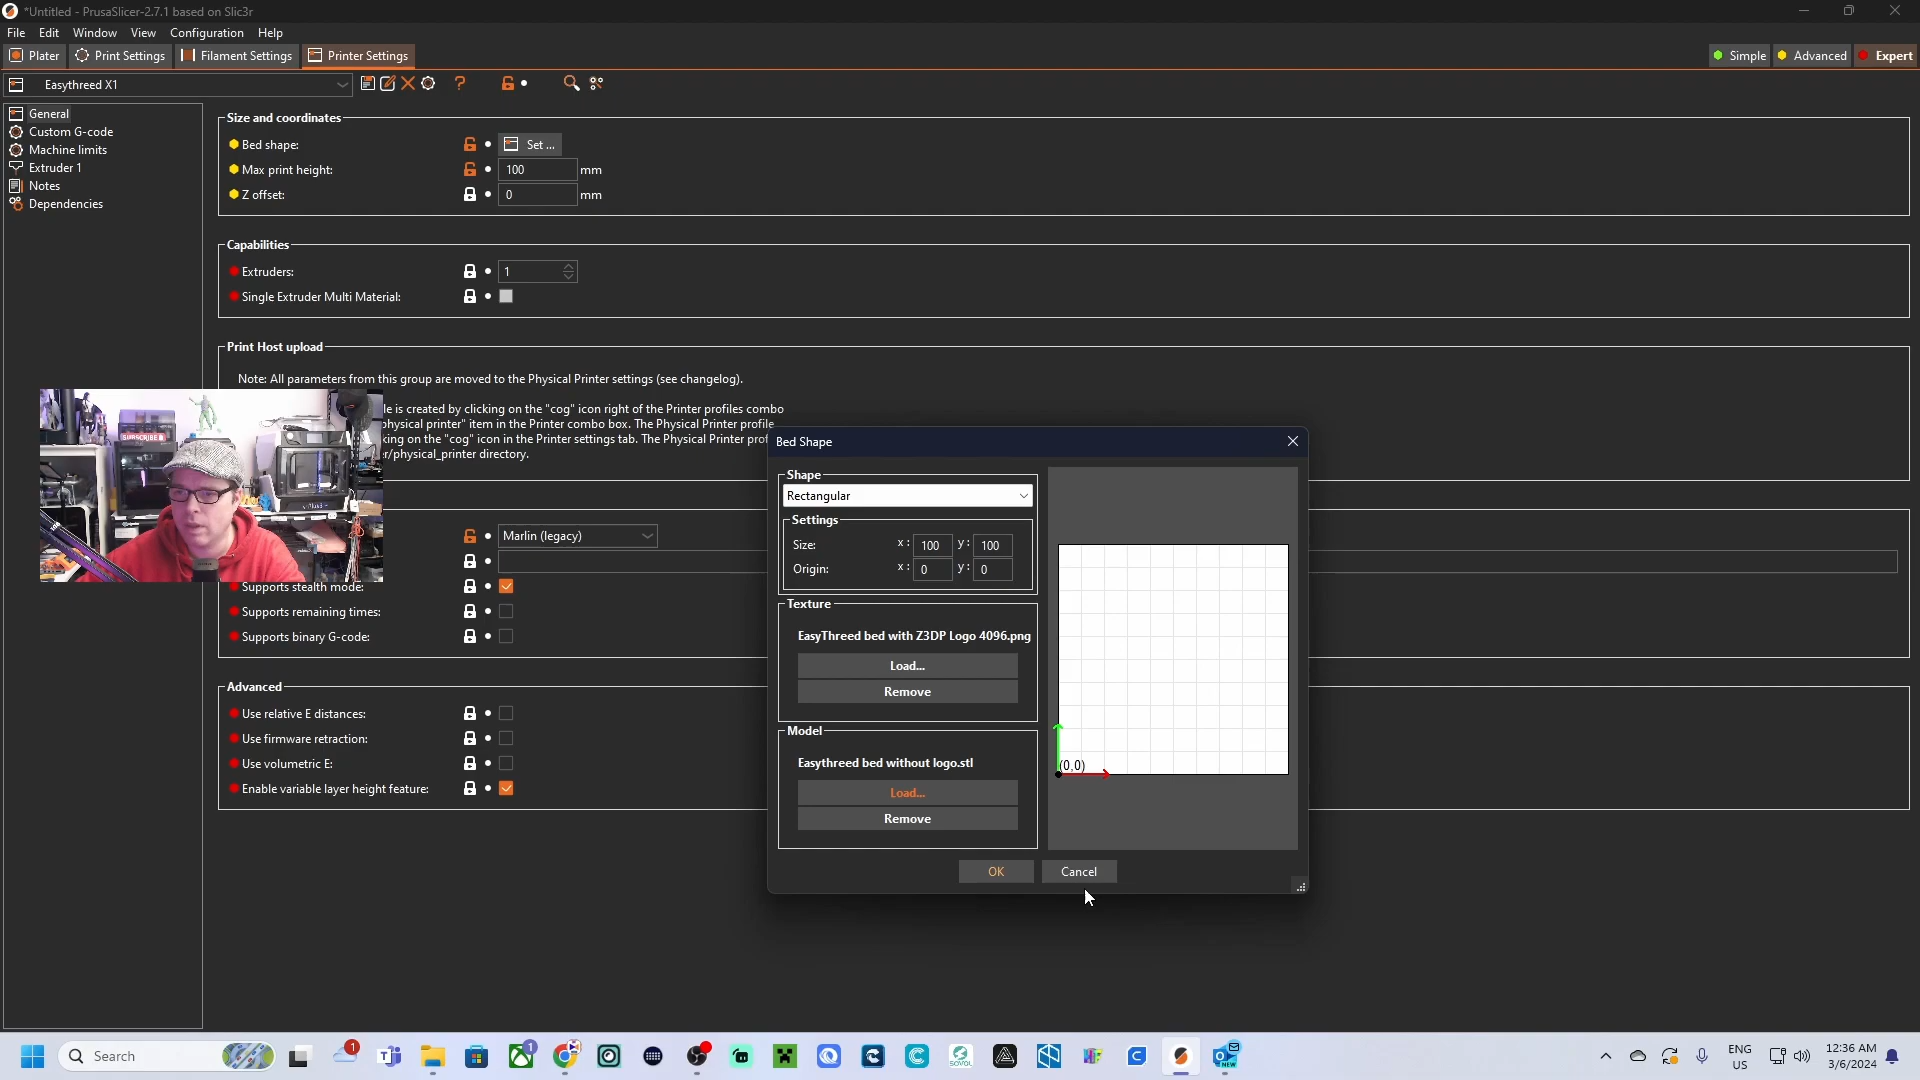 *Untitled - PrusaSlicer-2.7.1 based on Slic3r
File Edit Window View Configuration Help
Plater Print Settings Filament Settings Printer Settings Simple Advanced Expert
Easythreed X1
General
Custom G-code
Machine limits
Extruder 1
Notes
Dependencies
Size and coordinates
Bed shape: Set ...
Max print height: 100 mm
Z offset: 0 mm
Capabilities
Extruders: 1
Single Extruder Multi Material:
Print Host upload
Note: All parameters from this group are moved to the Physical Printer settings (see changelog).
le is created by clicking on the "cog" icon right of the Printer profiles combo
physical printer" item in the Printer combo box. The Physical Printer profile
king on the "cog" icon in the Printer settings tab. The Physical Printer prof
r/physical_printer directory.
SUBSCRIBE
Marlin (legacy)
Supports stealth mode:
Supports remaining times:
Supports binary G-code:
Advanced
Use relative E distances:
Use firmware retraction:
Use volumetric E:
Enable variable layer height feature:
Bed Shape
Shape
Rectangular
Settings
Size: x: 100 y: 100
Origin: x: 0 y: 0
Texture
EasyThreed bed with Z3DP Logo 4096.png
Load...
Remove
Model
Easythreed bed without logo.stl
Load...
Remove
(0,0)
OK Cancel
Search
1
1
SOVOL
NEW
ENG
US
12:36 AM
3/6/2024